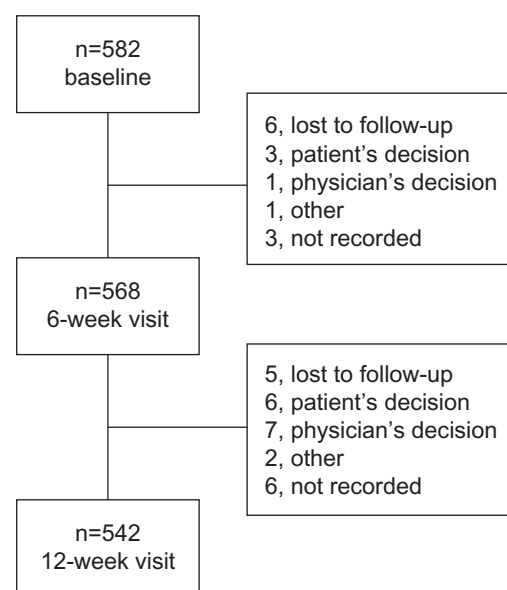 n=582
baseline
6, lost to follow-up
3, patient’s decision
1, physician’s decision
1, other
3, not recorded
n=568
6-week visit
5, lost to follow-up
6, patient’s decision
7, physician’s decision
2, other
6, not recorded
n=542
12-week visit